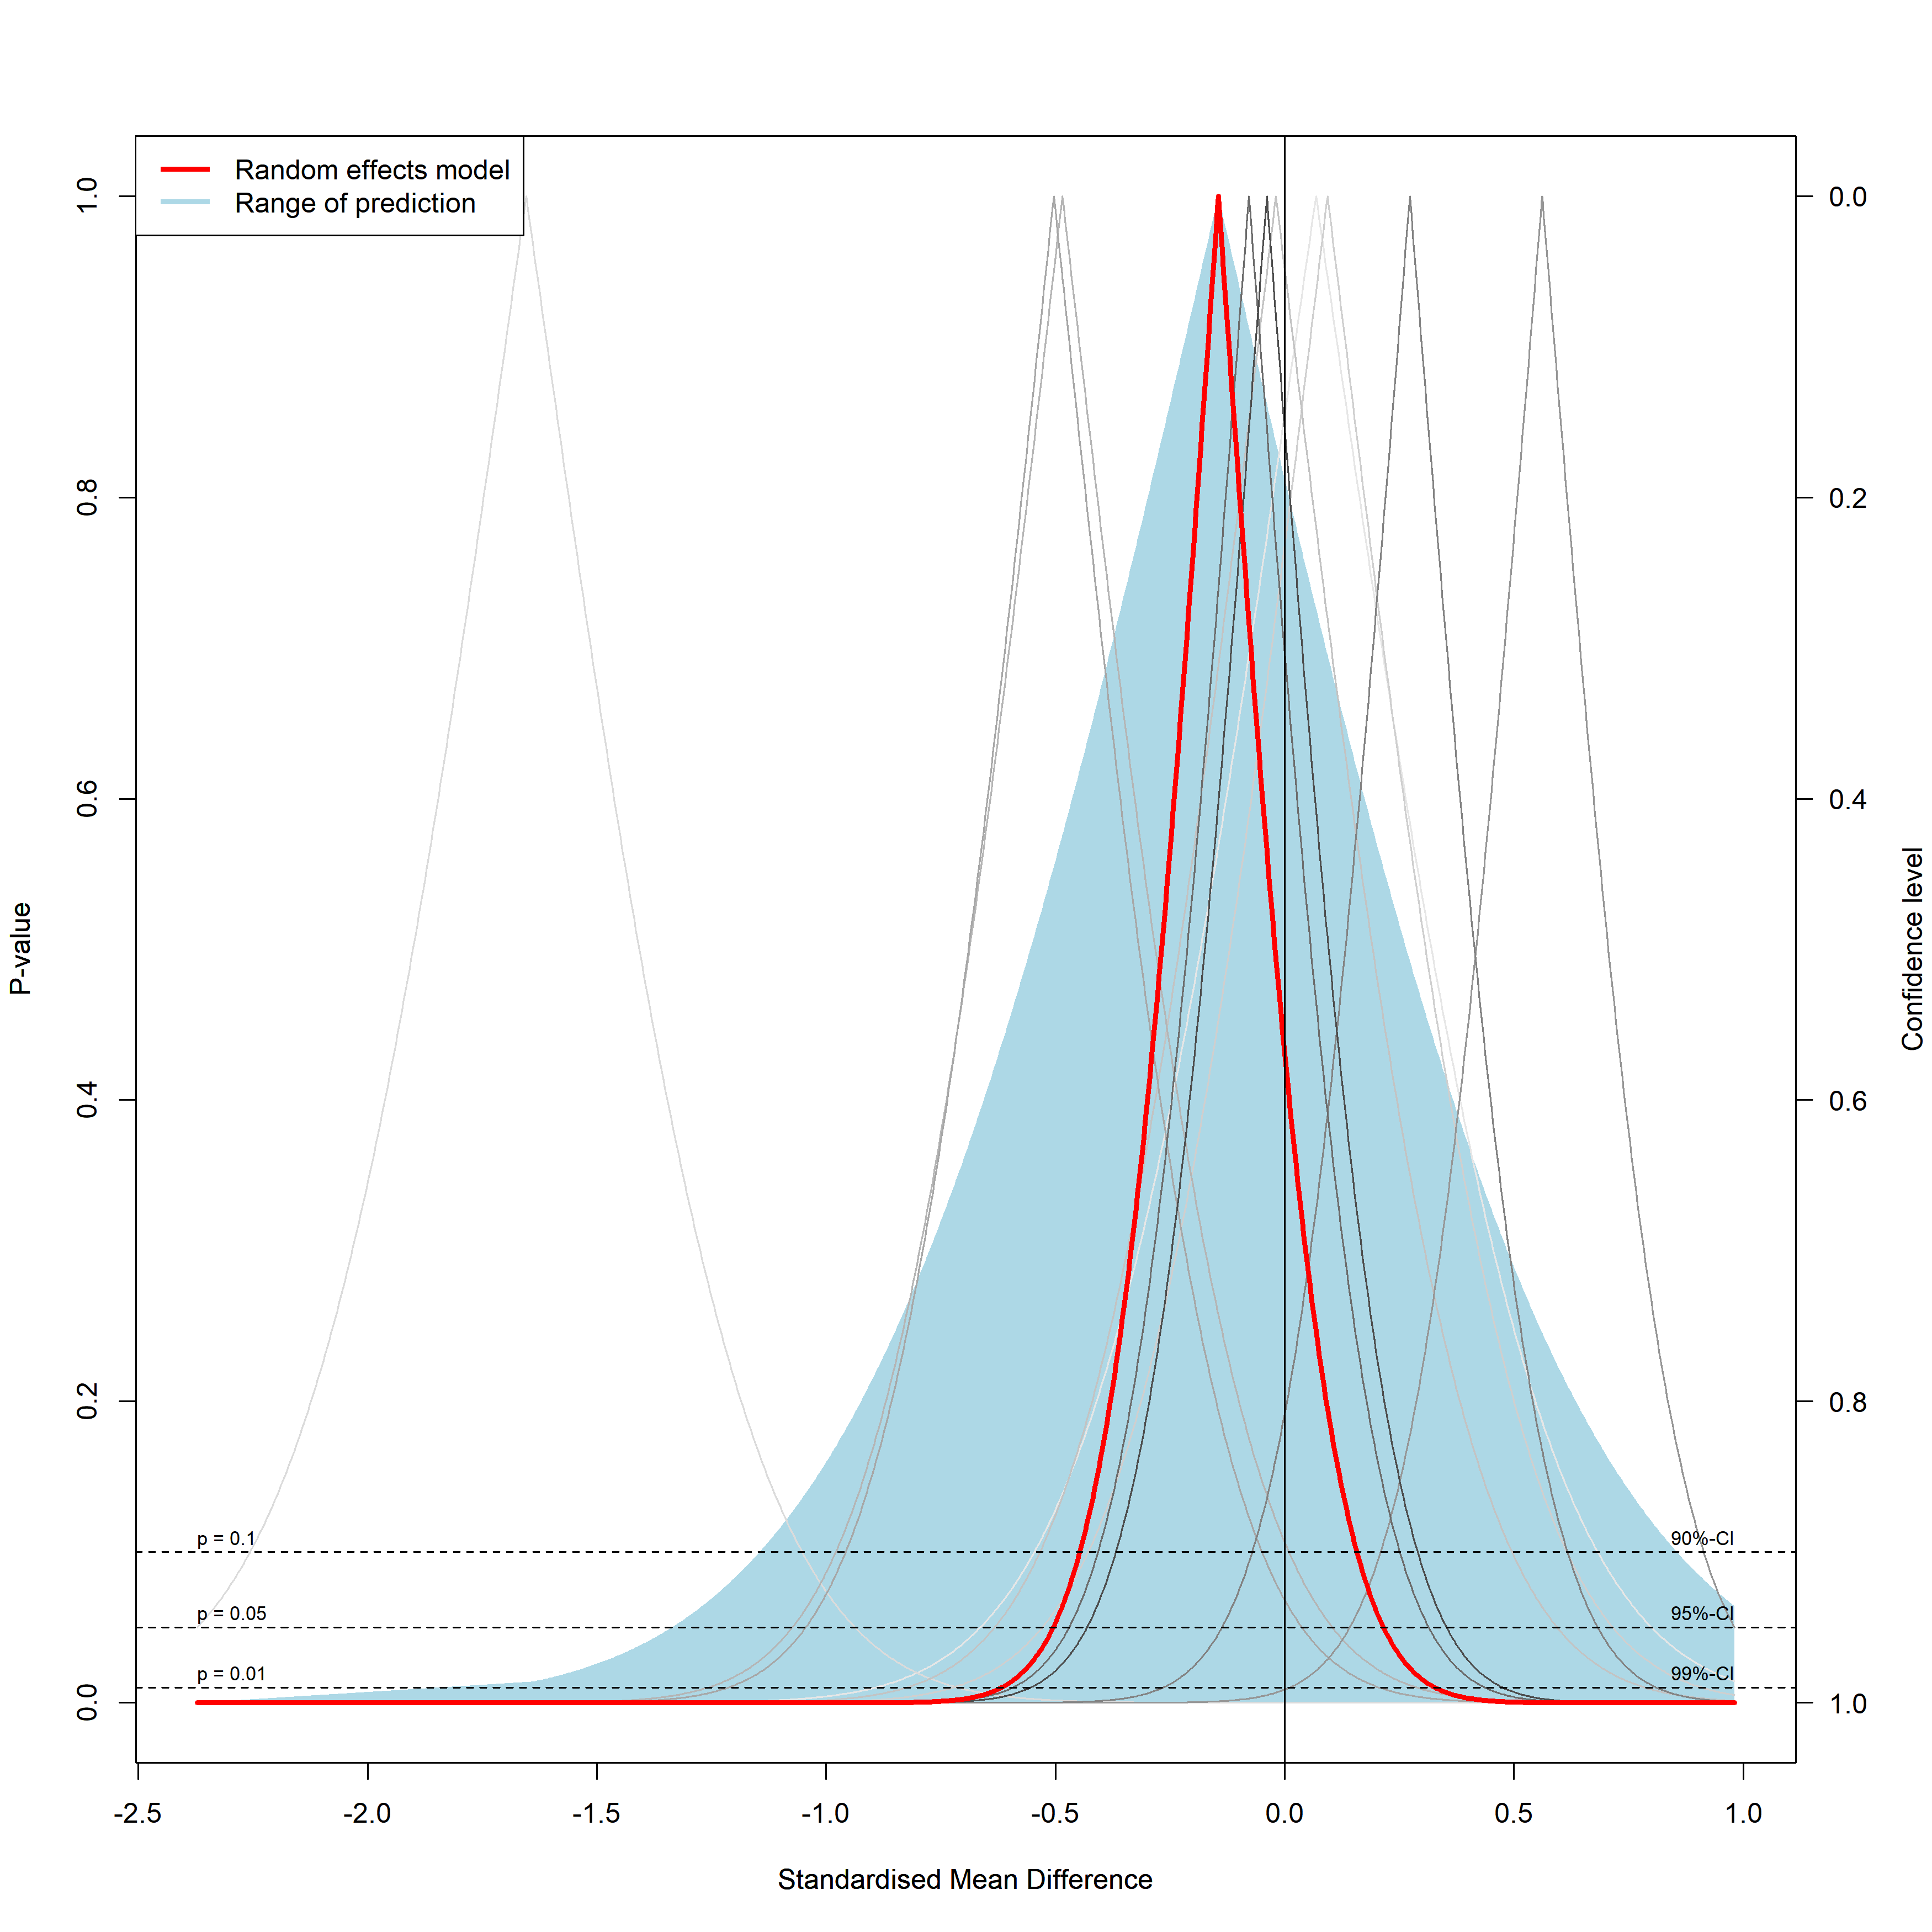 Random effects model
Range of prediction
1.0
0.8
0.6
0.4
0.2
0.0
P-value
0.0
0.2
0.4
0.6
0.8
1.0
Confidence level
p = 0.1
90%-CI
p = 0.05
95%-CI
p = 0.01
99%-CI
-2.5 -2.0 -1.5 -1.0 -0.5 0.0 0.5 1.0
Standardised Mean Difference